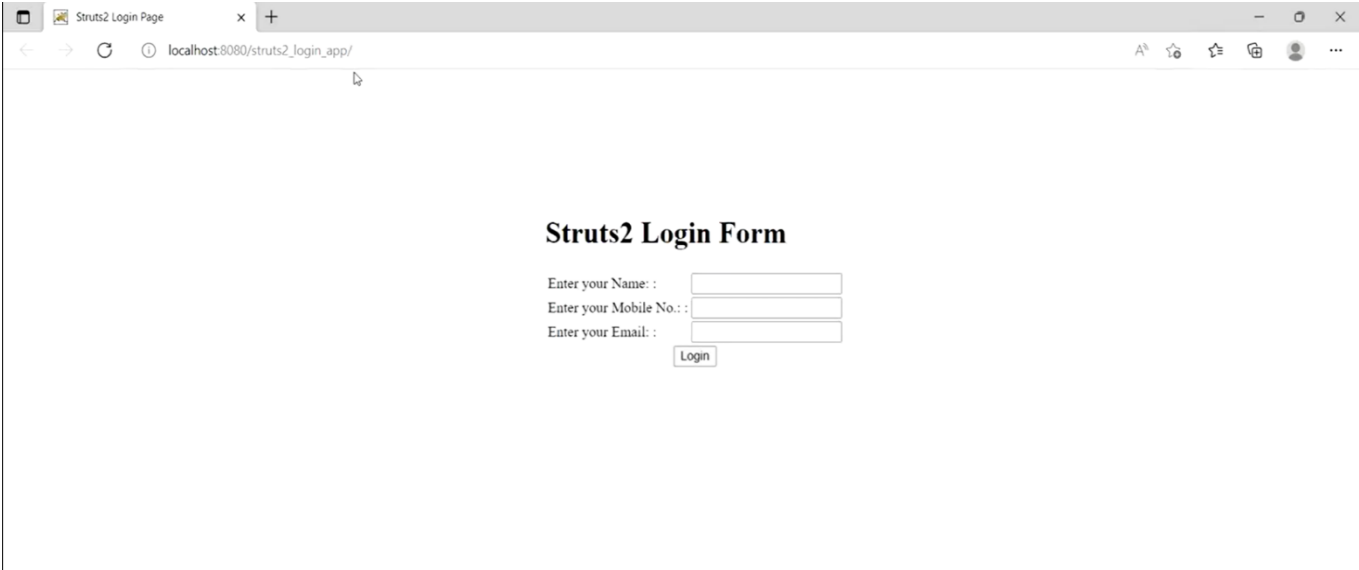 Struts2 Login Page
localhost:8080/struts2_login_app/
Struts2 Login Form
Enter your Name: :
Enter your Mobile No.: :
Enter your Email: :
Login